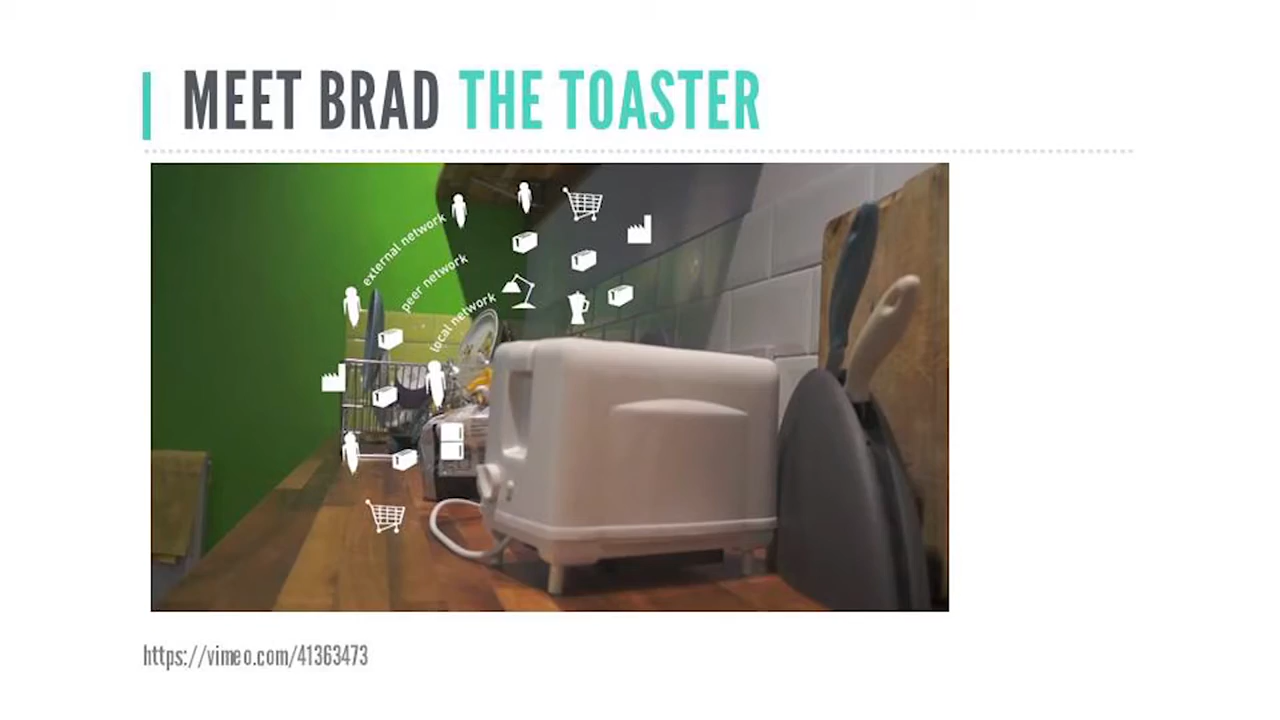 MEET BRAD THE TOASTER
external network
peer network
local network
https://vimeo.com/41363473